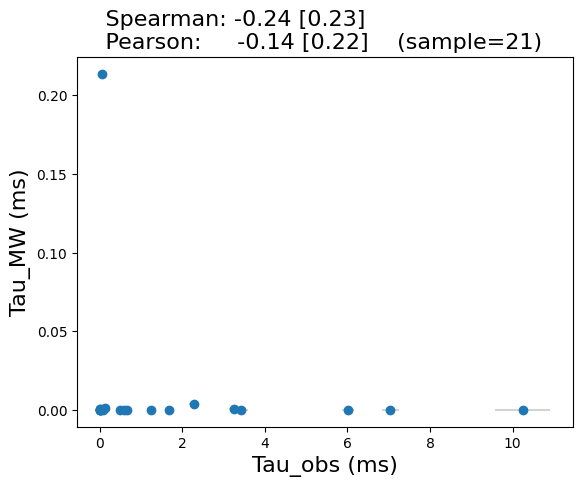 Spearman: -0.24 [0.23]
Pearson: -0.14 [0.22] (sample=21)
Tau_MW (ms)
0.20
0.15
0.10
0.05
0.00
0 2 4 6 8 10
Tau_obs (ms)